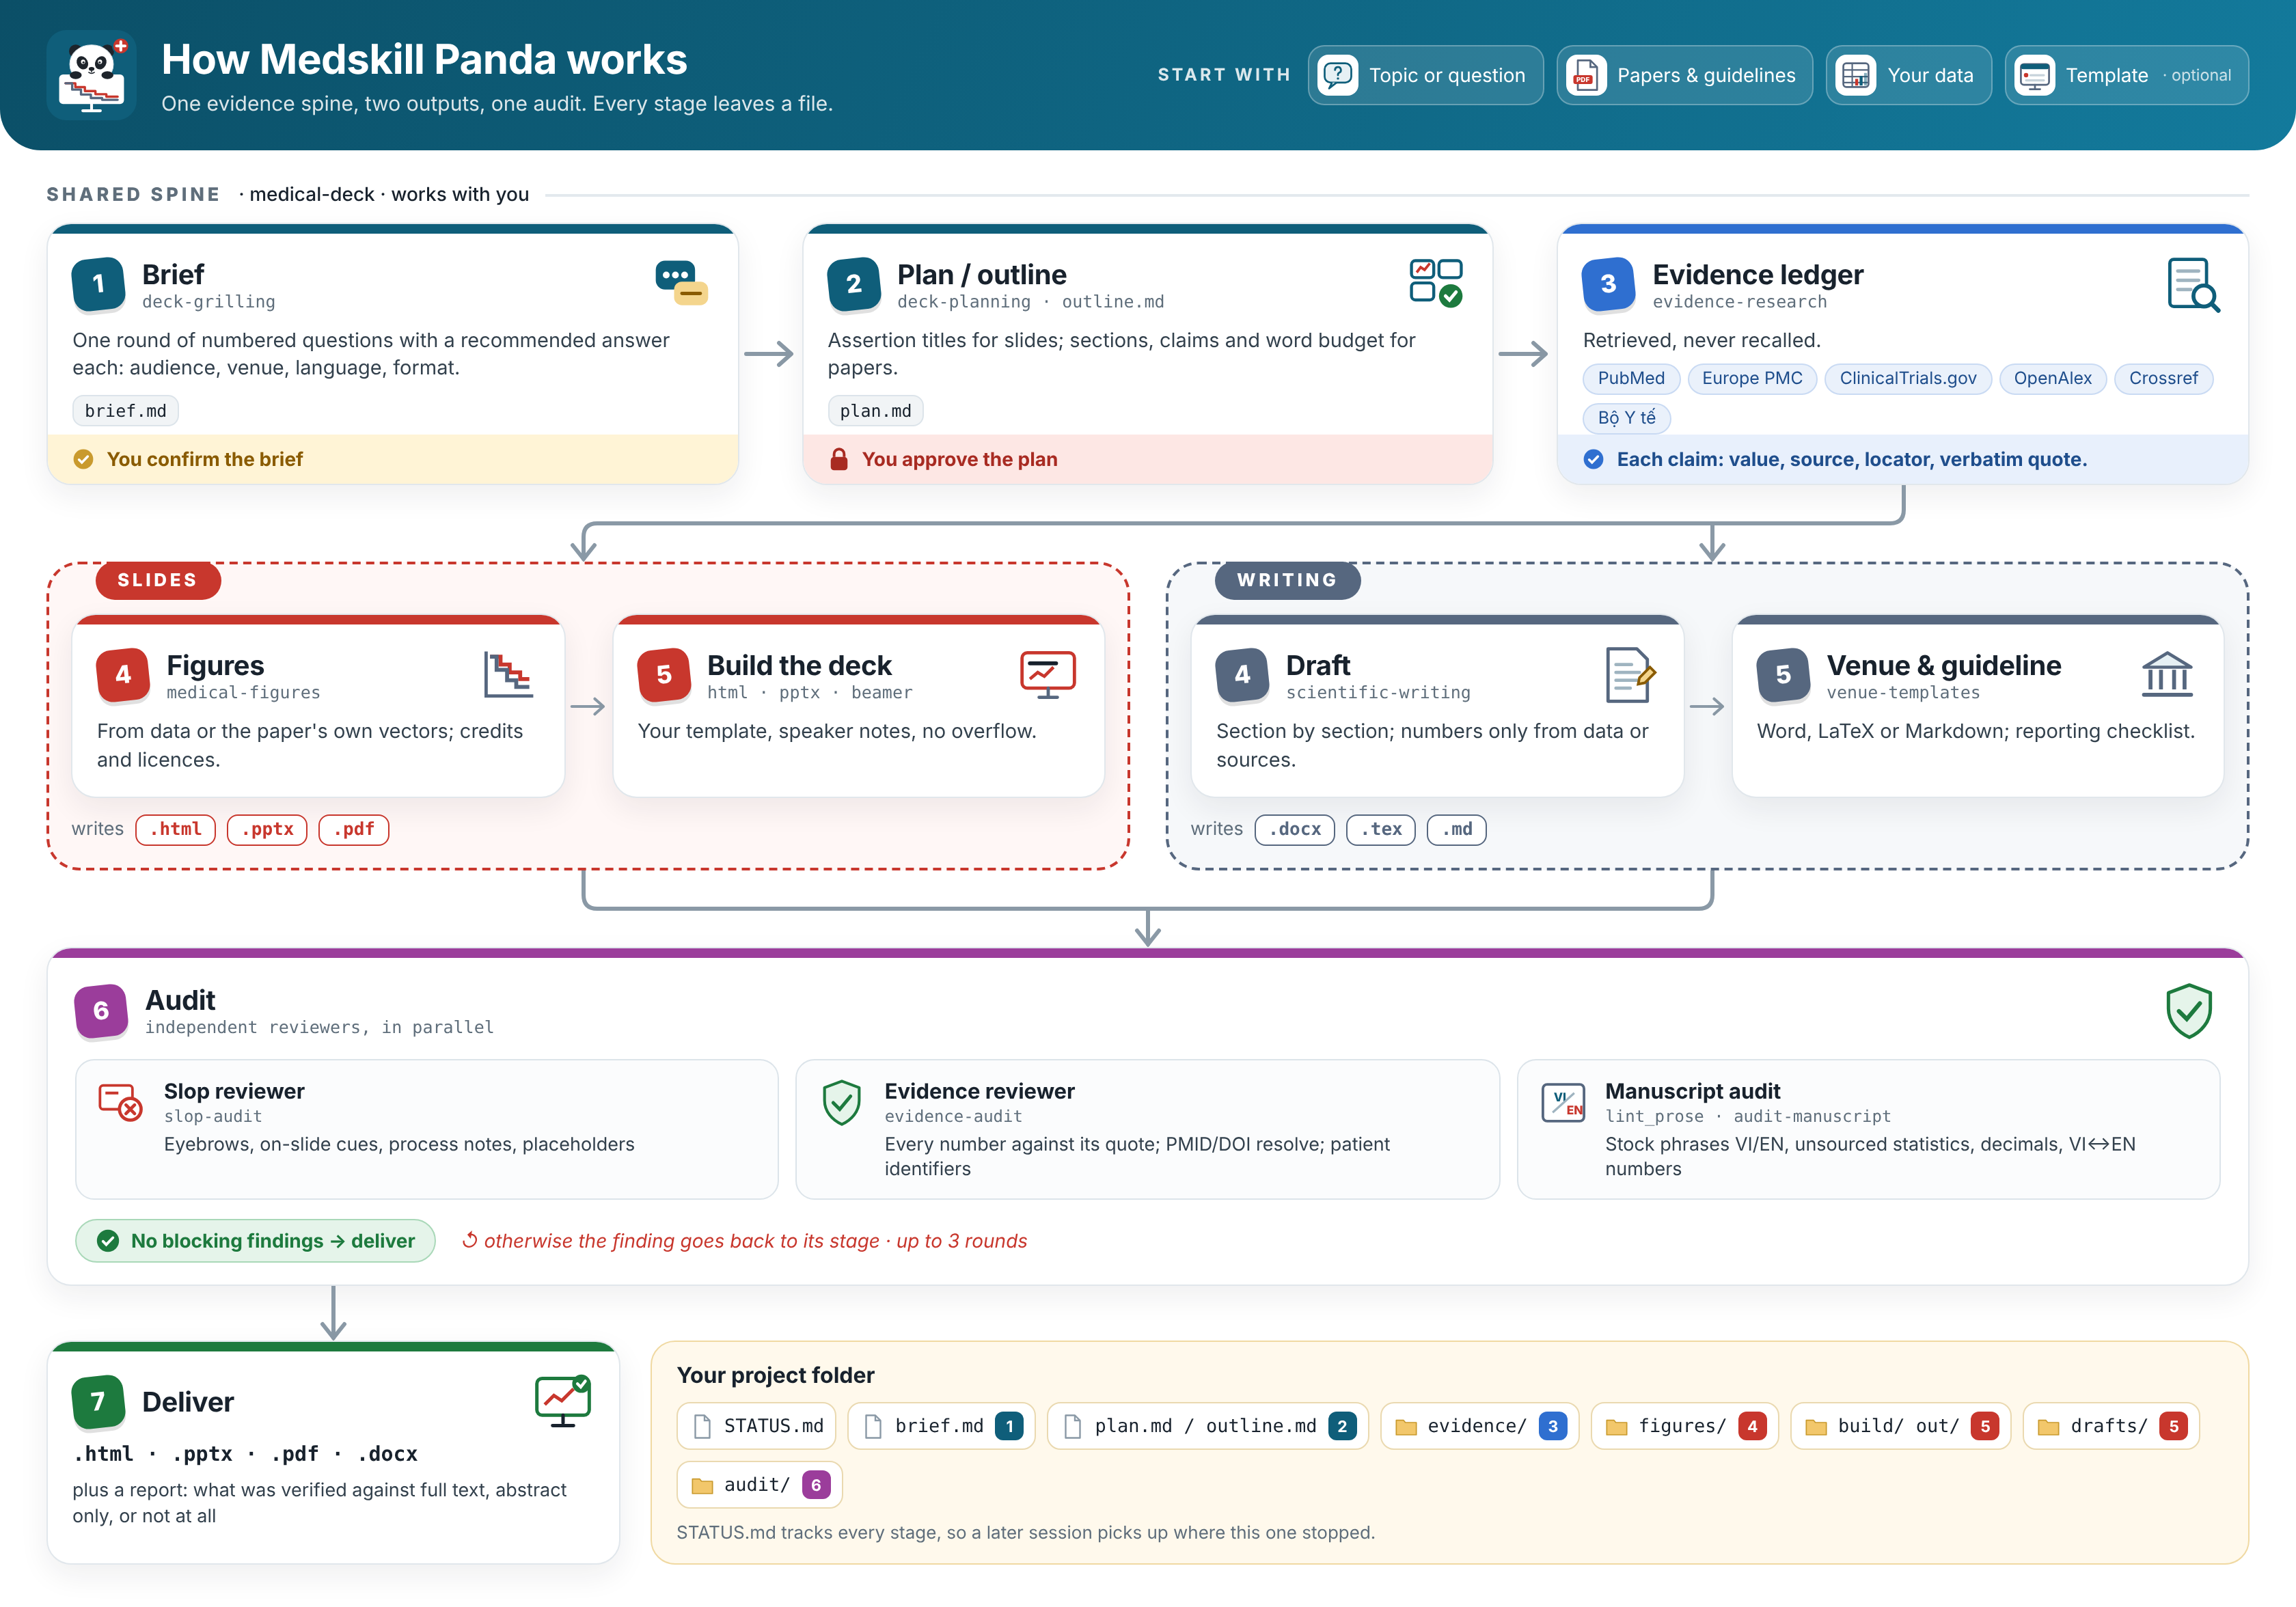 How Medskill Panda works
One evidence spine, two outputs, one audit. Every stage leaves a file.
START WITH
Topic or question
PDF
Papers & guidelines
Your data
Template · optional
SHARED SPINE · medical-deck · works with you
1
Brief
deck-grilling
One round of numbered questions with a recommended answer
each: audience, venue, language, format.
brief.md
You confirm the brief
2
Plan / outline
deck-planning · outline.md
Assertion titles for slides; sections, claims and word budget for
papers.
plan.md
You approve the plan
3
Evidence ledger
evidence-research
Retrieved, never recalled.
PubMed Europe PMC ClinicalTrials.gov OpenAlex Crossref
Bộ Y tế
Each claim: value, source, locator, verbatim quote.
SLIDES
4
Figures
medical-figures
From data or the paper's own vectors; credits
and licences.
5
Build the deck
html · pptx · beamer
Your template, speaker notes, no overflow.
writes .html .pptx .pdf
WRITING
4
Draft
scientific-writing
Section by section; numbers only from data or
sources.
5
Venue & guideline
venue-templates
Word, LaTeX or Markdown; reporting checklist.
writes .docx .tex .md
6
Audit
independent reviewers, in parallel
Slop reviewer
slop-audit
Eyebrows, on-slide cues, process notes, placeholders
Evidence reviewer
evidence-audit
Every number against its quote; PMID/DOI resolve; patient
identifiers
VI/EN
Manuscript audit
lint_prose · audit-manuscript
Stock phrases VI/EN, unsourced statistics, decimals, VI↔EN
numbers
No blocking findings → deliver
↺ otherwise the finding goes back to its stage · up to 3 rounds
7
Deliver
.html · .pptx · .pdf · .docx
plus a report: what was verified against full text, abstract
only, or not at all
Your project folder
STATUS.md brief.md 1 plan.md / outline.md 2 evidence/ 3 figures/ 4 build/ out/ 5 drafts/ 5
audit/ 6
STATUS.md tracks every stage, so a later session picks up where this one stopped.